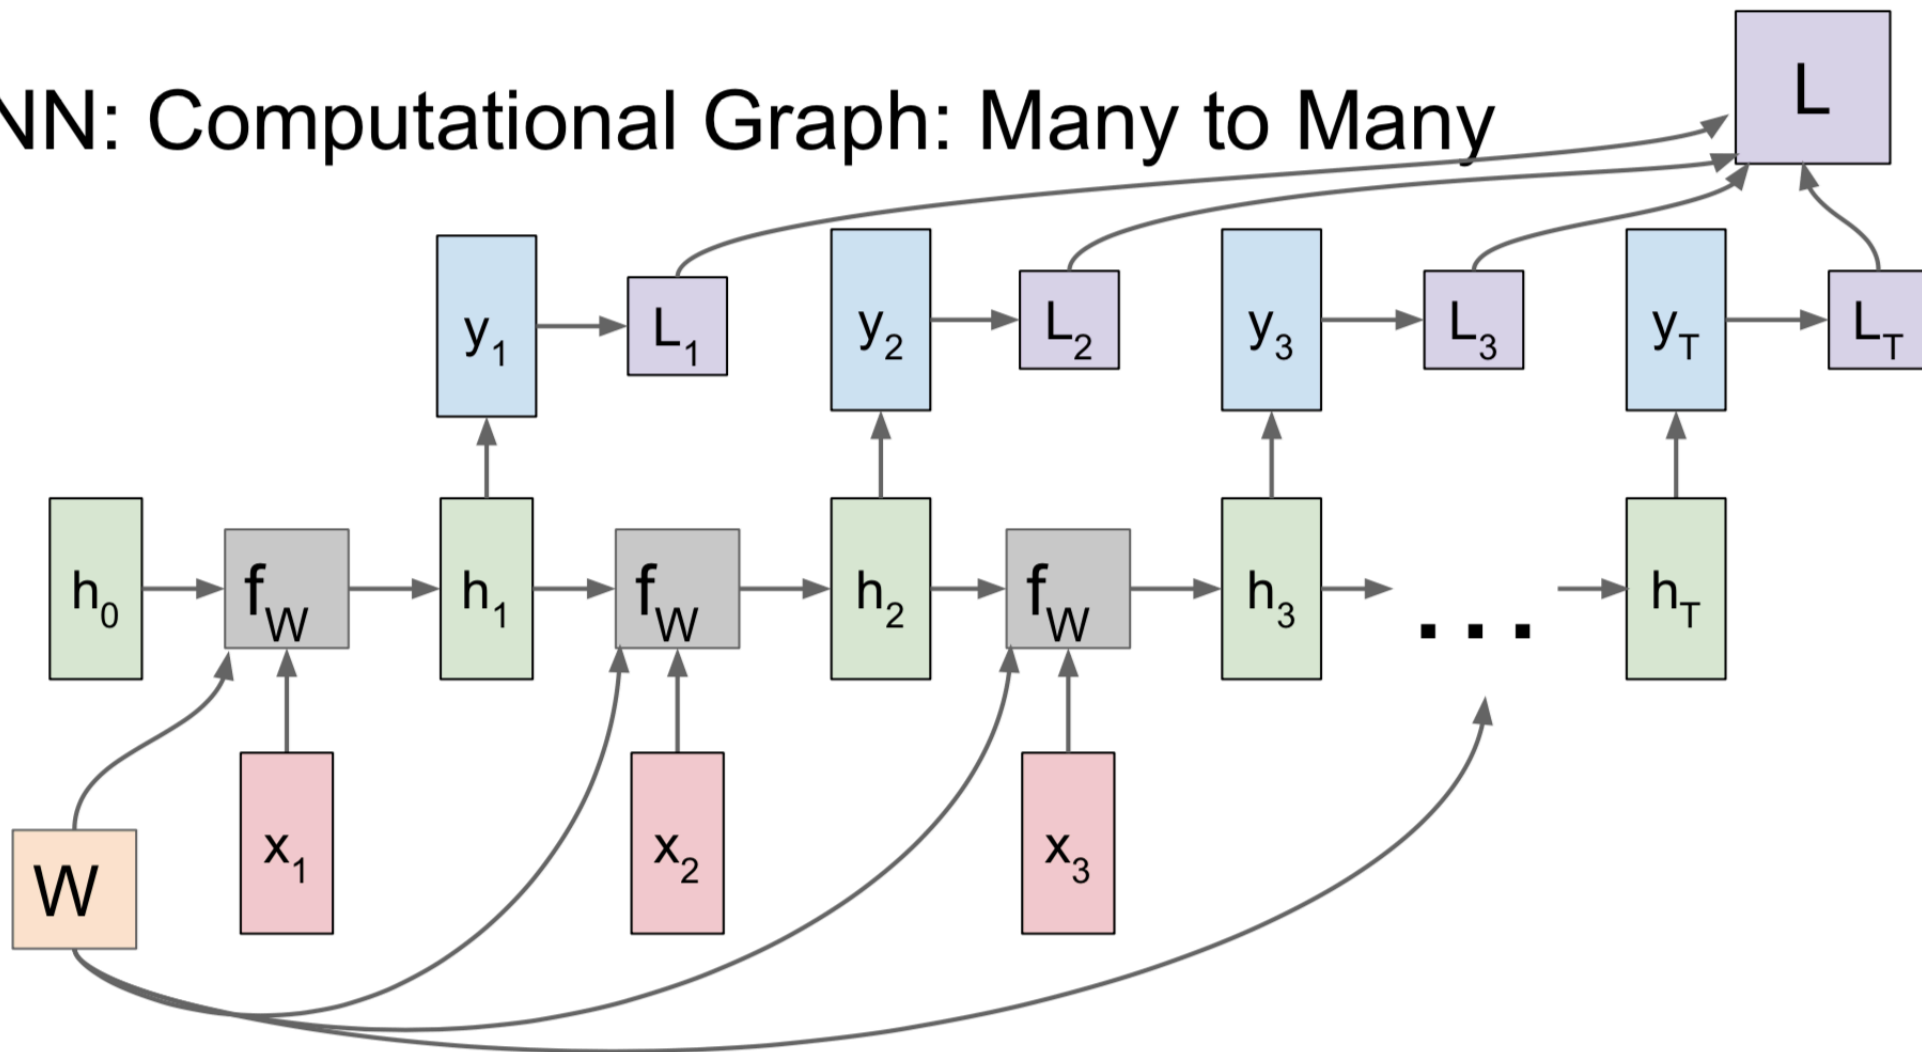 NN: Computational Graph: Many to Many
L
y1 L1 y2 L2 y3 L3 yT LT
h0 fW h1 fW h2 fW h3 ... hT
W x1 x2 x3